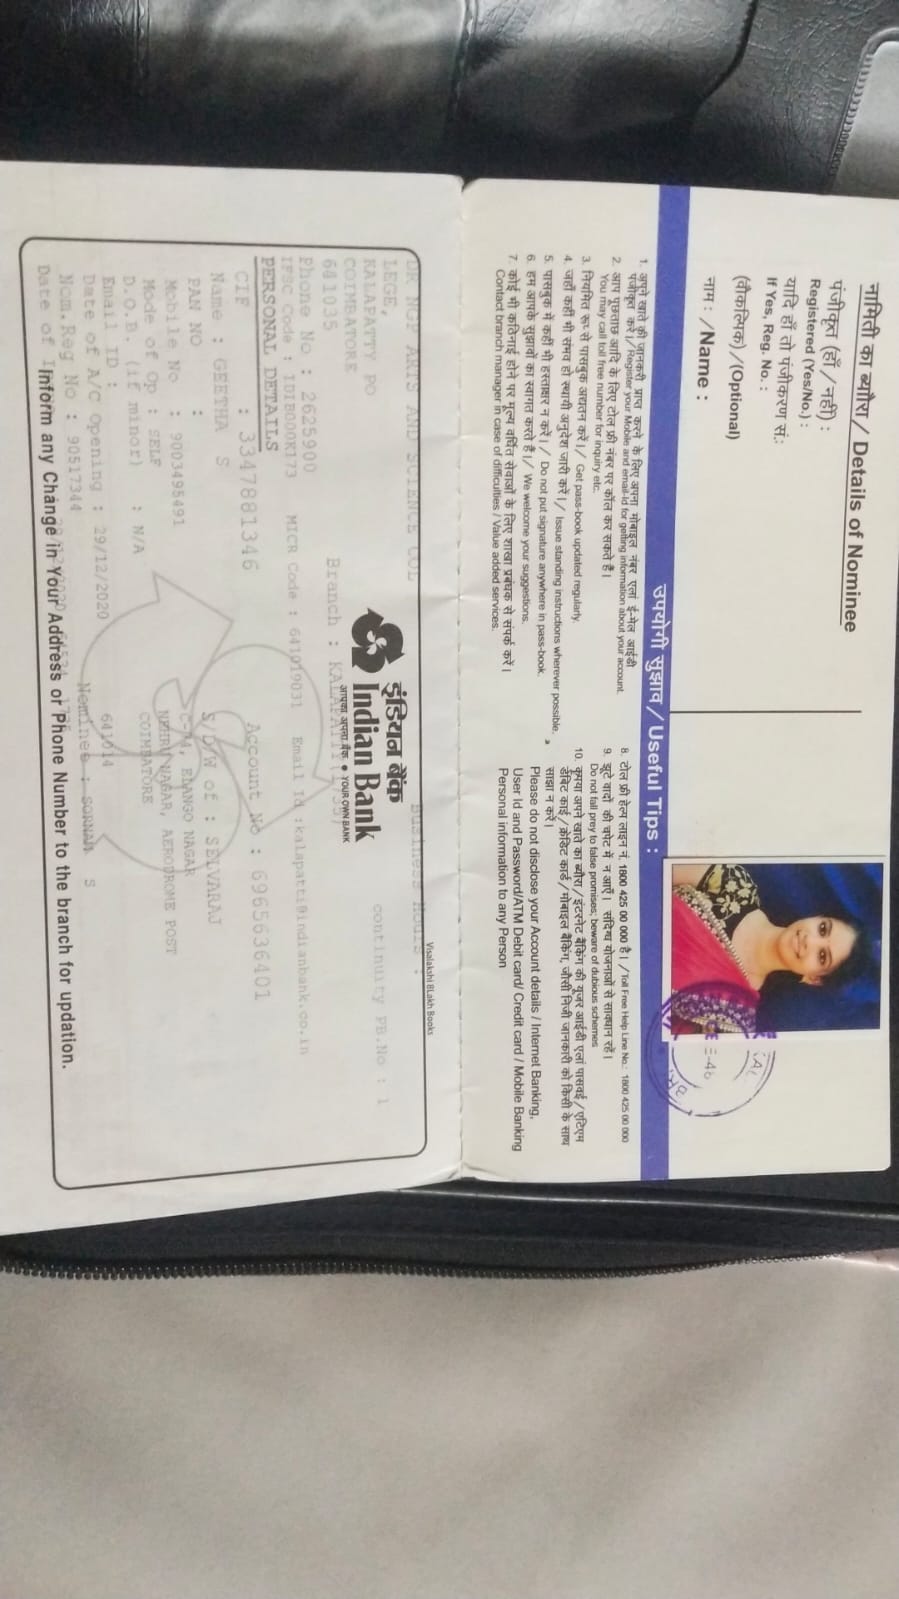 नामिती का ब्यौरा / Details of Nominee
पंजीकृत (हाँ / नहीं) :
Registered (Yes/No.) :
यदि हाँ तो पंजीकरण सं.:
If Yes, Reg. No. :
(वैकल्पिक) / (Optional)
नाम: /Name :
उपयोगी सुझाव / Useful Tips :
1. अपने खाते की जानकारी प्राप्त करने के लिए अपना मोबाइल नंबर एलां ई-मेल आईडी
पंजीकृत करें। / Register your Mobile and email-Id for getting information about your account.
2. आप पूछताछ आदि के लिए टोल फ्री नंबर पर कॉल कर सकते हैं।
You may call toll free number for inquiry etc.
3. नियमित रूप से पासबुक अद्यतन करें। / Get pass-book updated regularly.
4. जहाँ कहीं भी संभव हो स्थायी अनुदेश जारी करें। / Issue standing instructions wherever possible.
5. पासबुक में कहीं भी हस्ताक्षर न करें। / Do not put signature anywhere in pass-book.
6. हम आपके सुझावों का स्वागत करते हैं। / We welcome your suggestions.
7. कोई भी कठिनाई होने पर मूल्य वर्धित सेवाओं के लिए शाखा प्रबंधक से संपर्क करें।
Contact branch manager in case of difficulties / Value added services.
8. टोल फ्री हेल्प लाइन नं. 1800 425 00 000 है। / Toll Free Help Line No.: 1800 425 00 000
9. झूटे वादों की चपेट में न आएँ। संदिग्ध योजनाओं से सावधान रहें।
Do not fall prey to false promises; beware of dubious schemes
10. कृपया अपने खाते का ब्यौरा / इंटरनेट बैंकिंग की यूजर आईडी एलां पासवर्ड / एटिएम
डेबिट कार्ड / क्रेडिट कार्ड / मोबाइल बैंकिंग, जौसी निजी जानकारी को किसी के साथ
साझा न करें।
Please do not disclose your Account details / Internet Banking,
User Id and Password/ATM Debit card/ Credit card / Mobile Banking
Personal information to any Person
Visalakshi 8Lakh Books
इंडियन बैंक
Indian Bank
आपका अपना बैंक, ● YOUR OWN BANK
DR NGP ARTS AND SCIENCE COL Business Hours :
LEGE,
KALAPATTY PO continuity PB.No : 1
COIMBATORE
641035 Branch : KALAPATTI
Phone No : 2625900
IFSC Code : IDIB000K173 MICR Code : 641019031 Email Id :kalapatti@indianbank.co.in
PERSONAL DETAILS
CIF : 3347881346 Account No : 6965636401
Name : GEETHA S S/D/W of : SELVARAJ
PAN NO : C-74, ELANGO NAGAR
Mobile No : 9003495491 NEHRU NAGAR, AERODROME POST
Mode of Op : SELF COIMBATORE
D.O.B. (if minor) : N/A
Email ID : 641014
Date of A/C Opening : 29/12/2020
Nom.Reg No : 90517344 Nominee : SORNAM S
Date of I
Inform any Change in Your Address or Phone Number to the branch for updation.